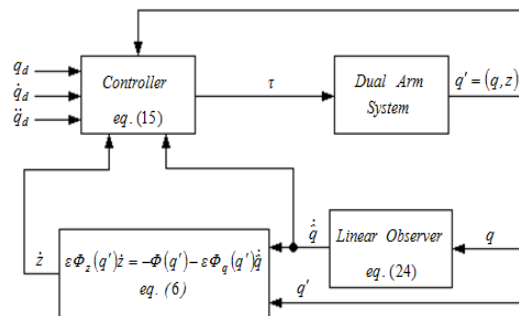 q_d
q̇_d
q̈_d
Controller
eq. (15)
τ
Dual Arm
System
q′ = (q, z)
ż
εΦ_z(q′)ż = −Φ(q′) − εΦ_q(q′)q̇̂
eq. (6)
q̇̂
Linear Observer
eq. (24)
q
q′